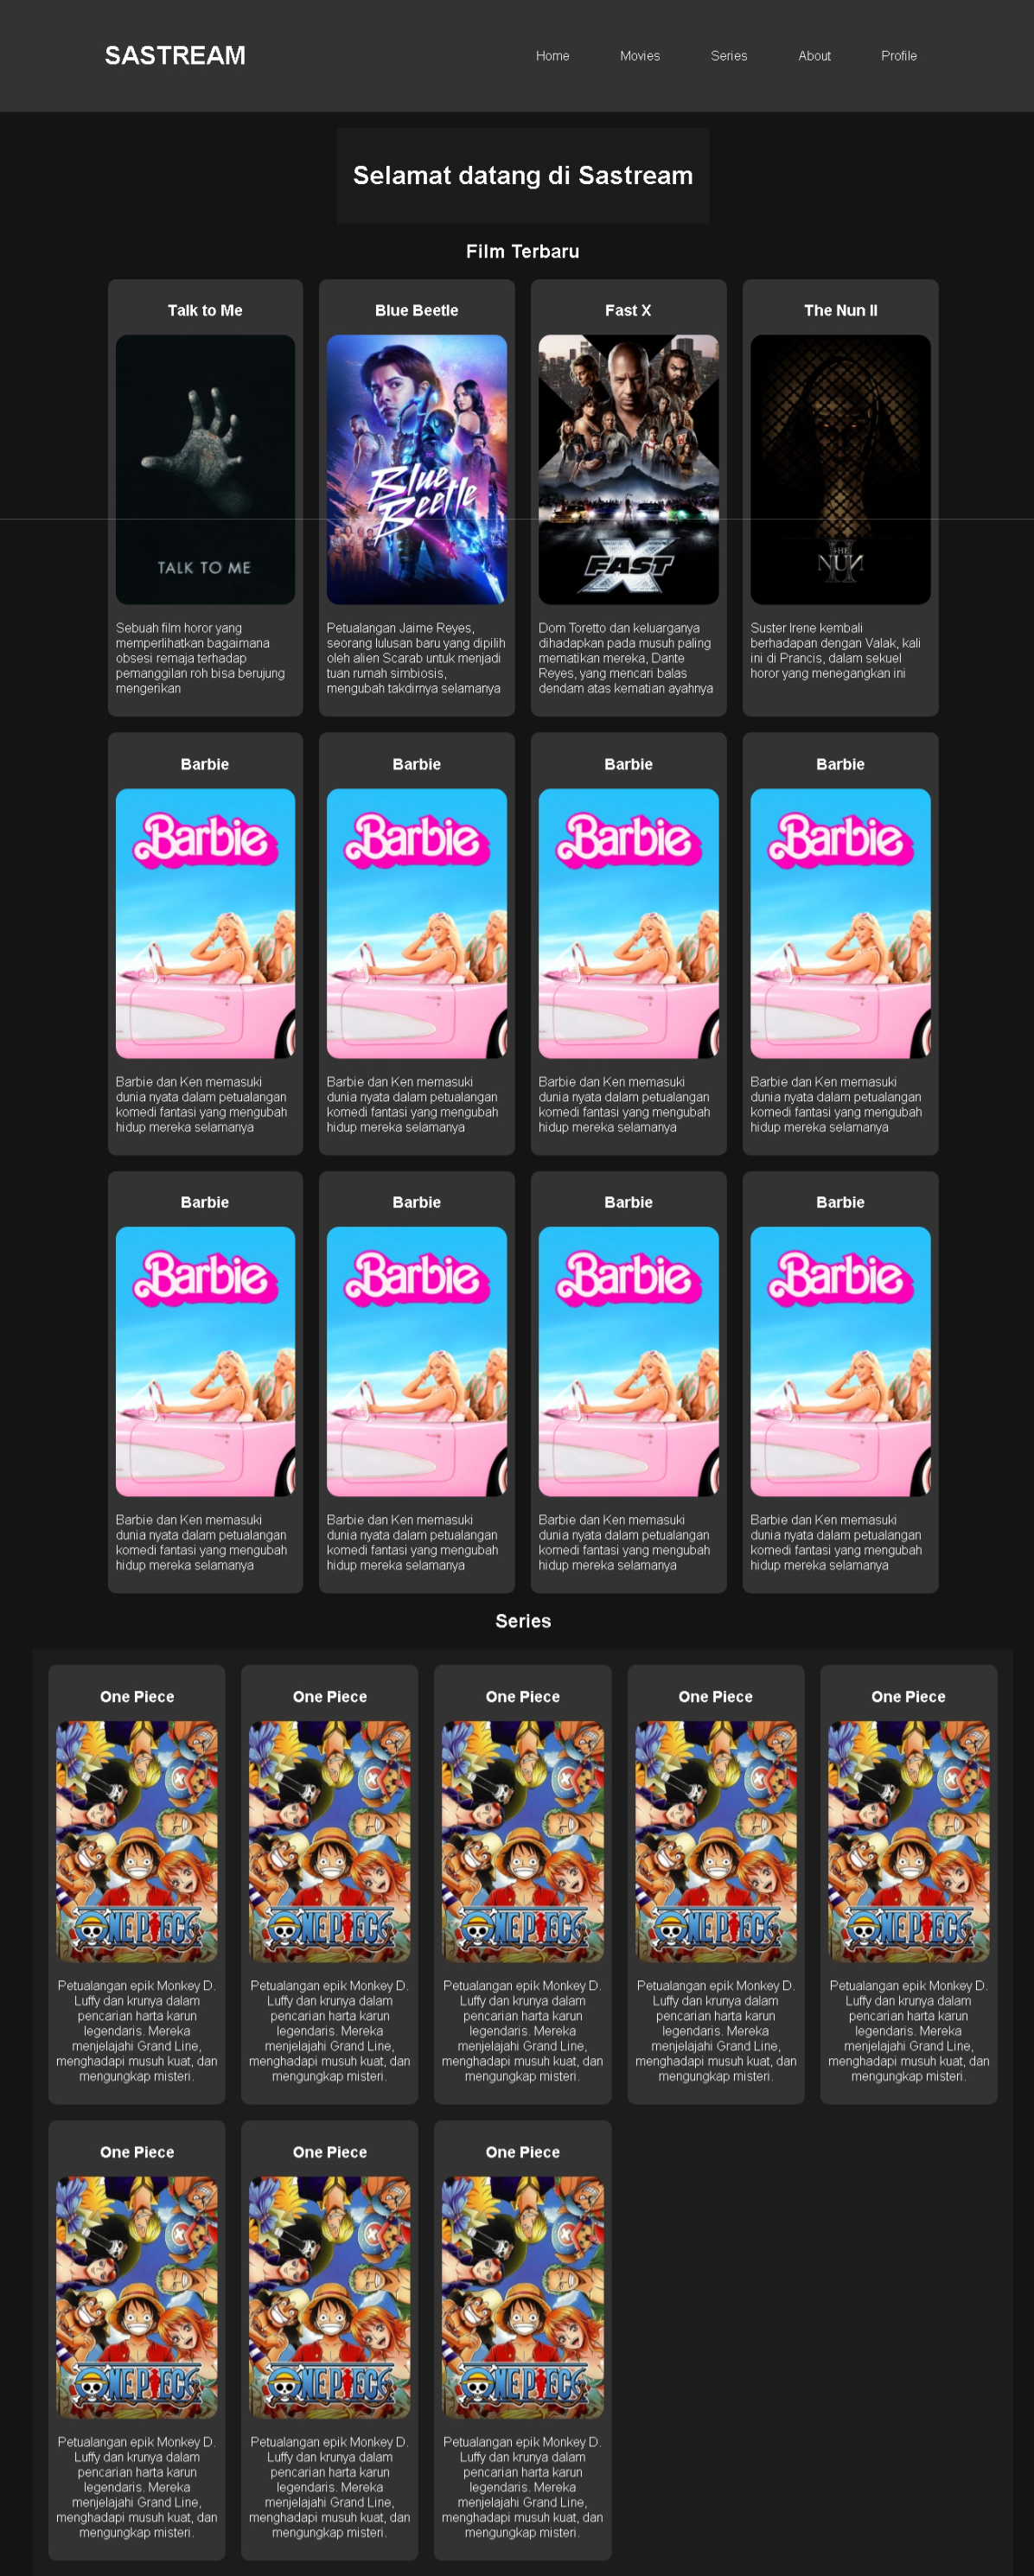 SASTREAM
Home Movies Series About Profile
Selamat datang di Sastream
Film Terbaru
Talk to Me
TALK TO ME
Sebuah film horor yang
memperlihatkan bagaimana
obsesi remaja terhadap
pemanggilan roh bisa berujung
mengerikan
Blue Beetle
Blue
Beetle
Petualangan Jaime Reyes,
seorang lulusan baru yang dipilih
oleh alien Scarab untuk menjadi
tuan rumah simbiosis,
mengubah takdirnya selamanya
Fast X
FAST X
Dom Toretto dan keluarganya
dihadapkan pada musuh paling
mematikan mereka, Dante
Reyes, yang mencari balas
dendam atas kematian ayahnya
The Nun II
THE
NUN
II
Suster Irene kembali
berhadapan dengan Valak, kali
ini di Prancis, dalam sekuel
horor yang menegangkan ini
Barbie
Barbie
Barbie dan Ken memasuki
dunia nyata dalam petualangan
komedi fantasi yang mengubah
hidup mereka selamanya
Barbie
Barbie
Barbie dan Ken memasuki
dunia nyata dalam petualangan
komedi fantasi yang mengubah
hidup mereka selamanya
Barbie
Barbie
Barbie dan Ken memasuki
dunia nyata dalam petualangan
komedi fantasi yang mengubah
hidup mereka selamanya
Barbie
Barbie
Barbie dan Ken memasuki
dunia nyata dalam petualangan
komedi fantasi yang mengubah
hidup mereka selamanya
Barbie
Barbie
Barbie dan Ken memasuki
dunia nyata dalam petualangan
komedi fantasi yang mengubah
hidup mereka selamanya
Barbie
Barbie
Barbie dan Ken memasuki
dunia nyata dalam petualangan
komedi fantasi yang mengubah
hidup mereka selamanya
Barbie
Barbie
Barbie dan Ken memasuki
dunia nyata dalam petualangan
komedi fantasi yang mengubah
hidup mereka selamanya
Barbie
Barbie
Barbie dan Ken memasuki
dunia nyata dalam petualangan
komedi fantasi yang mengubah
hidup mereka selamanya
Series
One Piece
ONE PIECE
Petualangan epik Monkey D.
Luffy dan krunya dalam
pencarian harta karun
legendaris. Mereka
menjelajahi Grand Line,
menghadapi musuh kuat, dan
mengungkap misteri.
One Piece
ONE PIECE
Petualangan epik Monkey D.
Luffy dan krunya dalam
pencarian harta karun
legendaris. Mereka
menjelajahi Grand Line,
menghadapi musuh kuat, dan
mengungkap misteri.
One Piece
ONE PIECE
Petualangan epik Monkey D.
Luffy dan krunya dalam
pencarian harta karun
legendaris. Mereka
menjelajahi Grand Line,
menghadapi musuh kuat, dan
mengungkap misteri.
One Piece
ONE PIECE
Petualangan epik Monkey D.
Luffy dan krunya dalam
pencarian harta karun
legendaris. Mereka
menjelajahi Grand Line,
menghadapi musuh kuat, dan
mengungkap misteri.
One Piece
ONE PIECE
Petualangan epik Monkey D.
Luffy dan krunya dalam
pencarian harta karun
legendaris. Mereka
menjelajahi Grand Line,
menghadapi musuh kuat, dan
mengungkap misteri.
One Piece
ONE PIECE
Petualangan epik Monkey D.
Luffy dan krunya dalam
pencarian harta karun
legendaris. Mereka
menjelajahi Grand Line,
menghadapi musuh kuat, dan
mengungkap misteri.
One Piece
ONE PIECE
Petualangan epik Monkey D.
Luffy dan krunya dalam
pencarian harta karun
legendaris. Mereka
menjelajahi Grand Line,
menghadapi musuh kuat, dan
mengungkap misteri.
One Piece
ONE PIECE
Petualangan epik Monkey D.
Luffy dan krunya dalam
pencarian harta karun
legendaris. Mereka
menjelajahi Grand Line,
menghadapi musuh kuat, dan
mengungkap misteri.